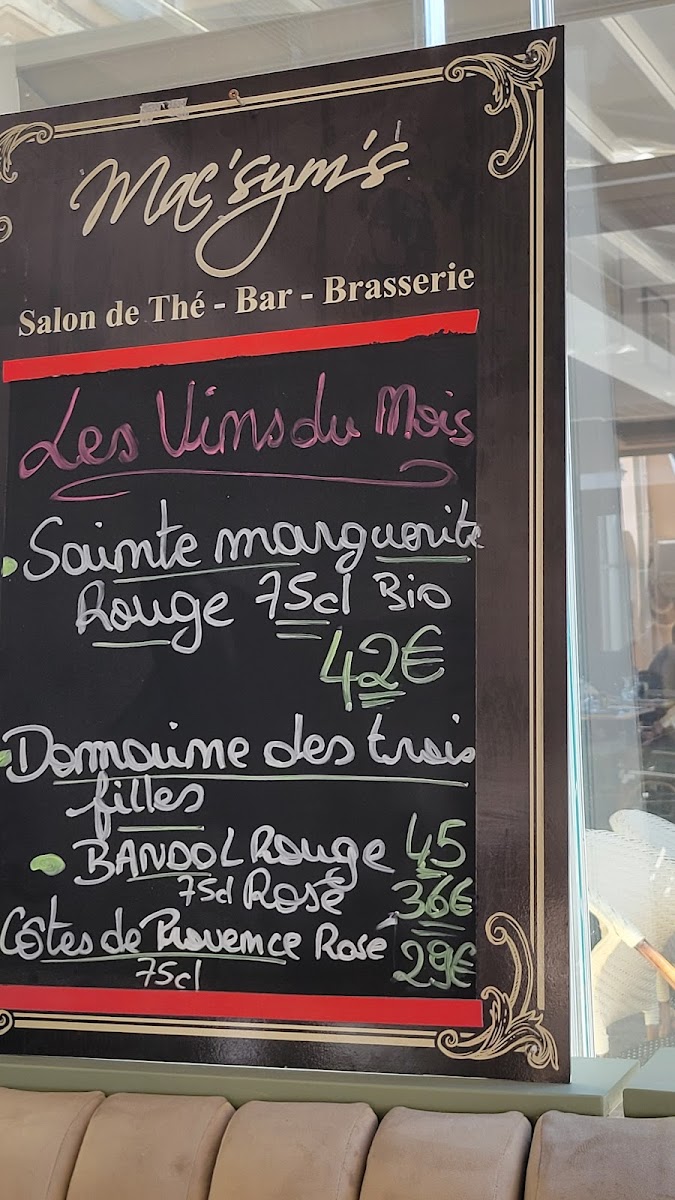 Mac'sym's
Salon de Thé - Bar - Brasserie
Les Vins du Mois
Sainte marguerite
Rouge 75cl Bio
42€
Domaine des trois
filles
BANDOL Rouge 45
75cl Rosé 36€
Côtes de Provence Rosé 29€
75cl